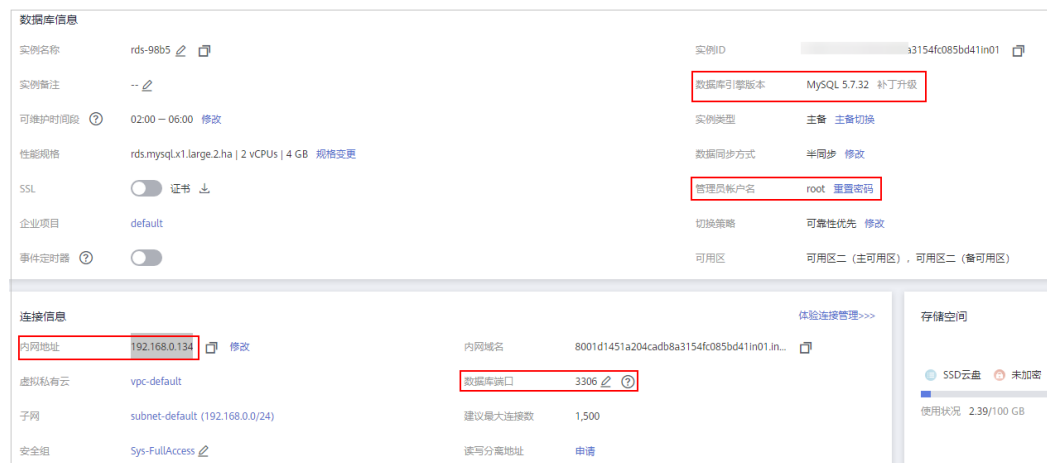 数据库信息
实例名称 rds-98b5 实例ID a3154fc085bd41in01
实例备注 -- 数据库引擎版本 MySQL 5.7.32 补丁升级
可维护时间段 ? 02:00 — 06:00 修改 实例类型 主备 主备切换
性能规格 rds.mysql.x1.large.2.ha | 2 vCPUs | 4 GB 规格变更 数据同步方式 半同步 修改
SSL 证书 管理员帐户名 root 重置密码
企业项目 default 切换策略 可靠性优先 修改
事件定时器 ? 可用区 可用区二（主可用区）, 可用区二（备可用区）
连接信息 体验连接管理>>> 存储空间
内网地址 192.168.0.134 修改 内网域名 8001d1451a204cadb8a3154fc085bd41in01.in...
虚拟私有云 vpc-default 数据库端口 3306 ? SSD云盘 未加密
子网 subnet-default (192.168.0.0/24) 建议最大连接数 1,500 使用状况 2.39/100 GB
安全组 Sys-FullAccess 读写分离地址 申请